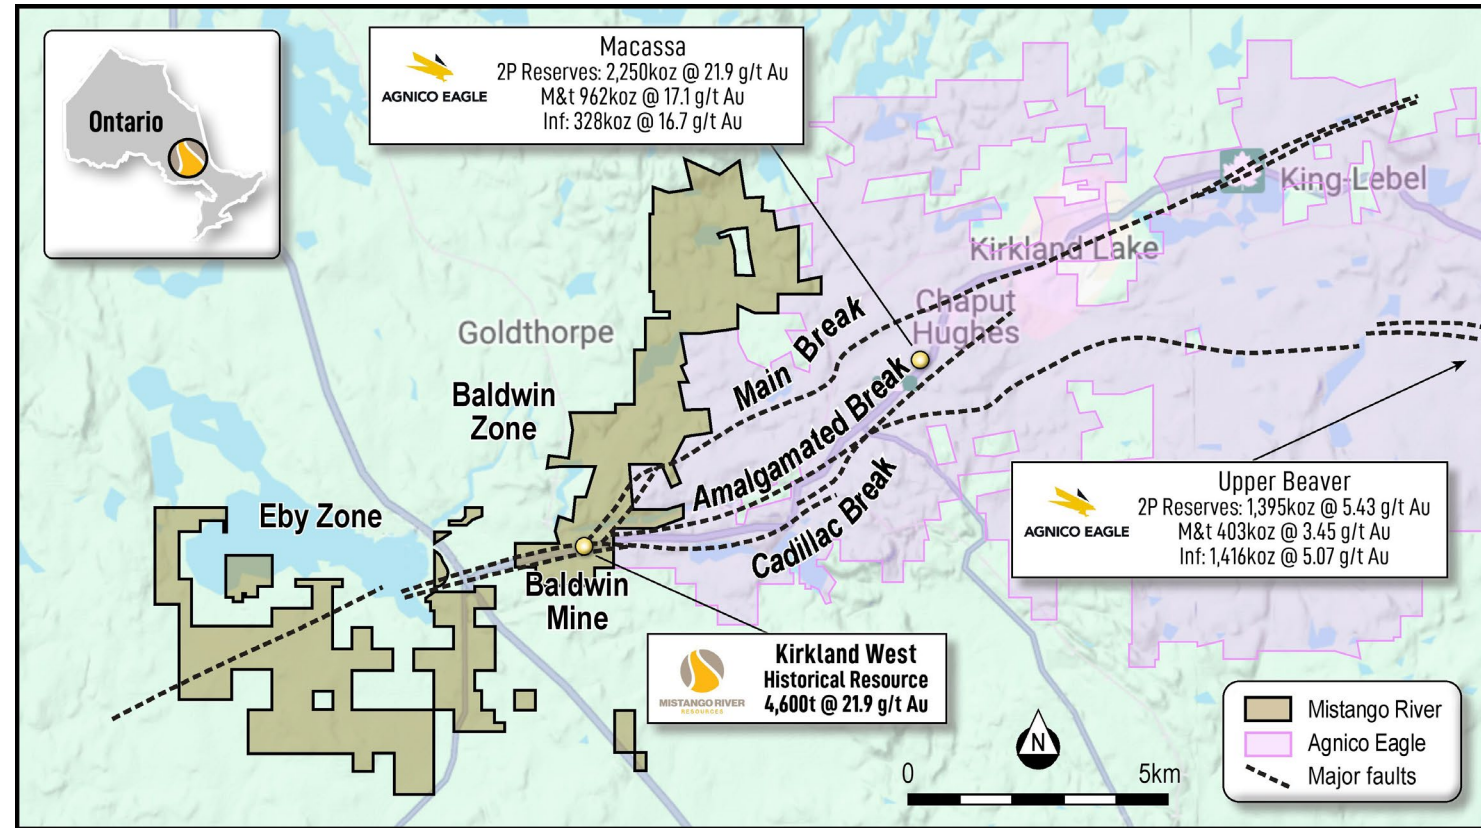 Ontario
AGNICO EAGLE
Macassa
2P Reserves: 2,250koz @ 21.9 g/t Au
M&t 962koz @ 17.1 g/t Au
Inf: 328koz @ 16.7 g/t Au
King-Lebel
Kirkland Lake
Chaput
Hughes
Goldthorpe
Main Break
Baldwin
Zone
Amalgamated Break
Cadillac Break
Eby Zone
Baldwin
Mine
AGNICO EAGLE
Upper Beaver
2P Reserves: 1,395koz @ 5.43 g/t Au
M&t 403koz @ 3.45 g/t Au
Inf: 1,416koz @ 5.07 g/t Au
MISTANGO RIVER
RESOURCES
Kirkland West
Historical Resource
4,600t @ 21.9 g/t Au
N
0 5km
Mistango River
Agnico Eagle
Major faults